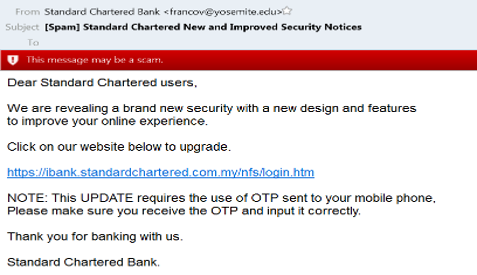 From Standard Chartered Bank <francov@yosemite.edu>
Subject [Spam] Standard Chartered New and Improved Security Notices
To
This message may be a scam.
Dear Standard Chartered users,
We are revealing a brand new security with a new design and features
to improve your online experience.
Click on our website below to upgrade.
https://ibank.standardchartered.com.my/nfs/login.htm
NOTE: This UPDATE requires the use of OTP sent to your mobile phone,
Please make sure you receive the OTP and input it correctly.
Thank you for banking with us.
Standard Chartered Bank.